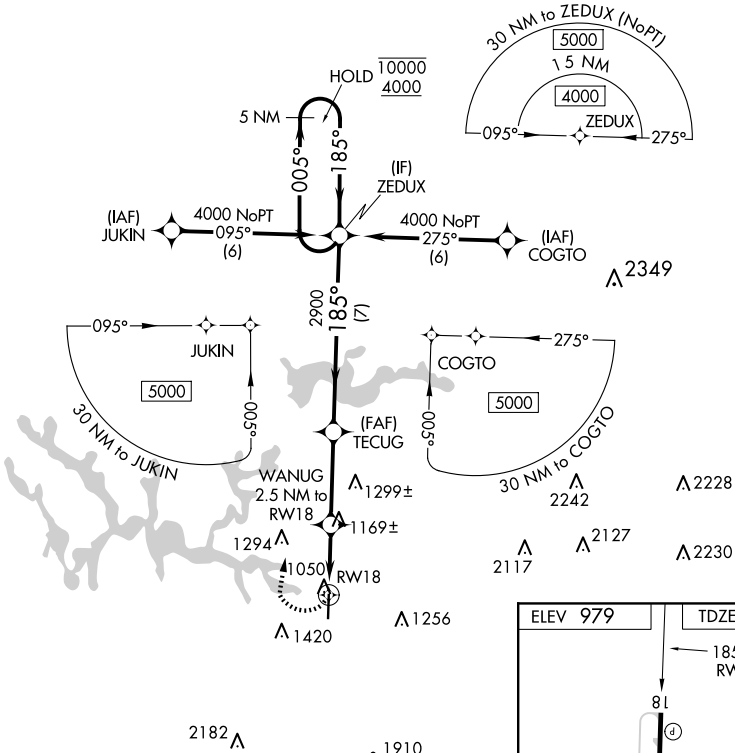 30 NM to ZEDUX (NoPT)
5000
15 NM
4000
095°
ZEDUX
275°
HOLD
10000
4000
5 NM
005°
185°
(IF)
ZEDUX
(IAF)
JUKIN
4000 NoPT
095°
(6)
4000 NoPT
275°
(6)
(IAF)
COGTO
2349
2900
185°
(7)
095°
JUKIN
5000
005°
30 NM to JUKIN
275°
COGTO
5000
005°
30 NM to COGTO
(FAF)
TECUG
WANUG
2.5 NM to
RW18
1299±
1169±
1294
1050
RW18
1420
1256
2242
2228
2127
2117
2230
2182
1910
ELEV 979
TDZE
185
RW
18
P